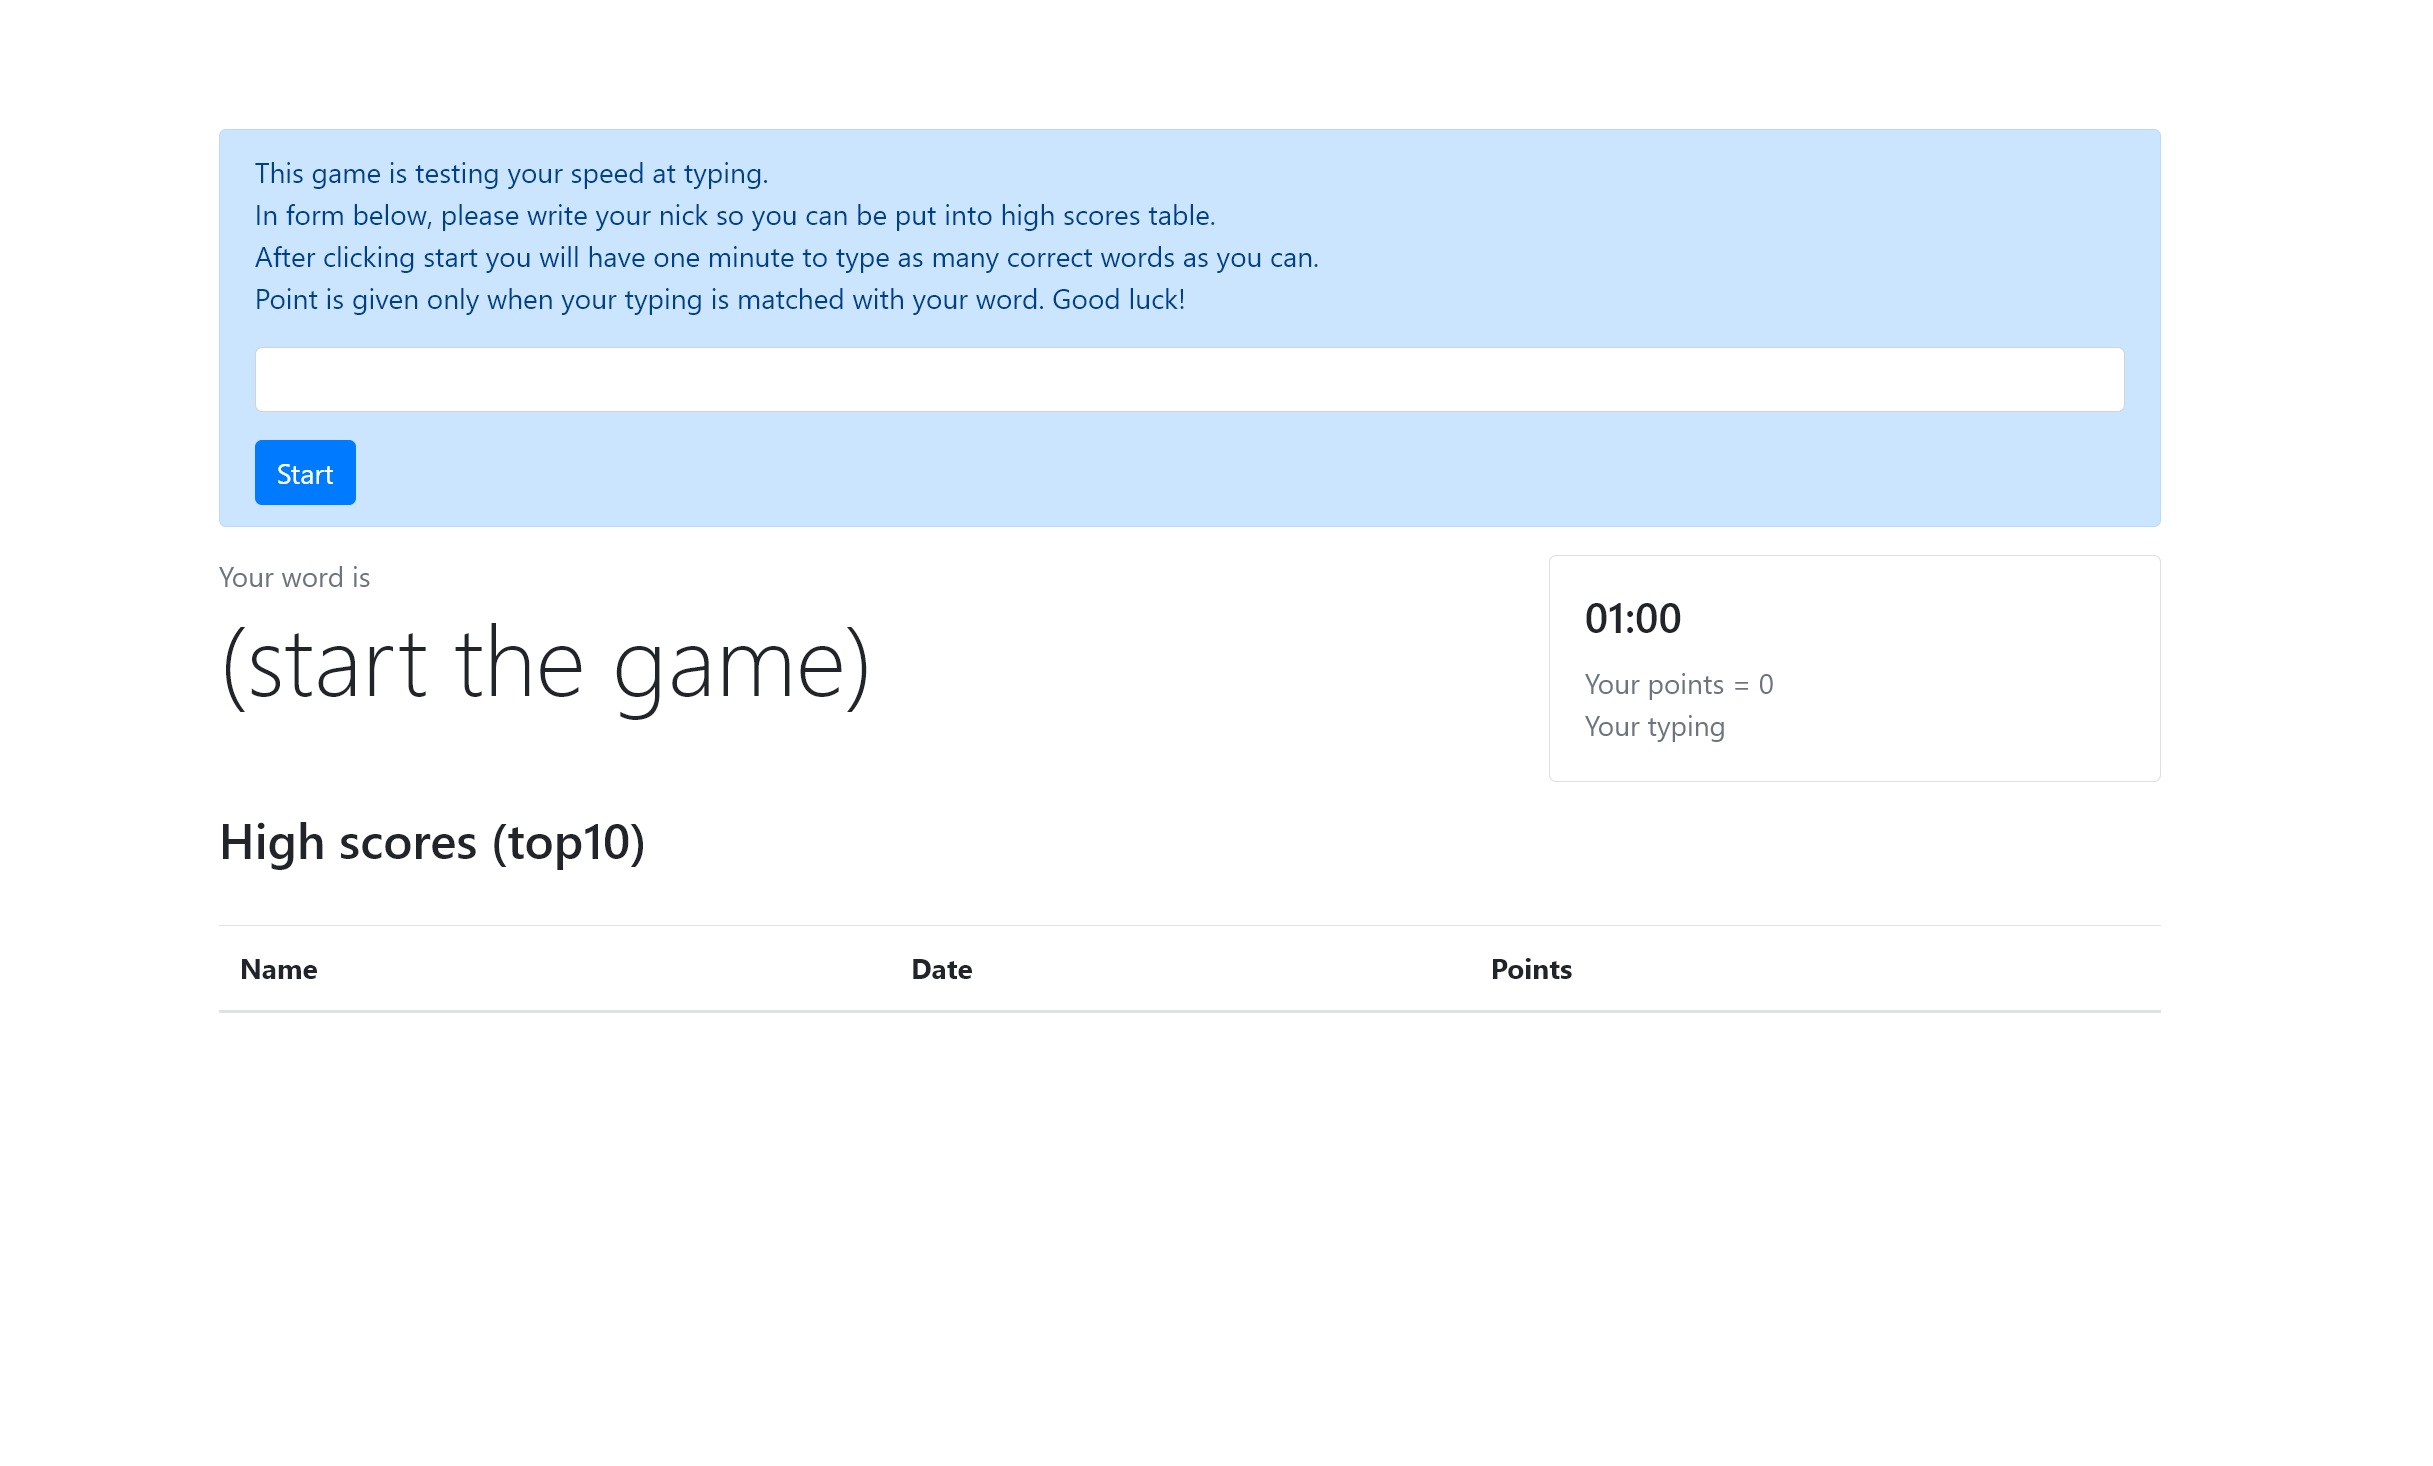 This game is testing your speed at typing.
In form below, please write your nick so you can be put into high scores table.
After clicking start you will have one minute to type as many correct words as you can.
Point is given only when your typing is matched with your word. Good luck!
Start
Your word is
(start the game)
01:00
Your points = 0
Your typing
High scores (top10)
Name Date Points